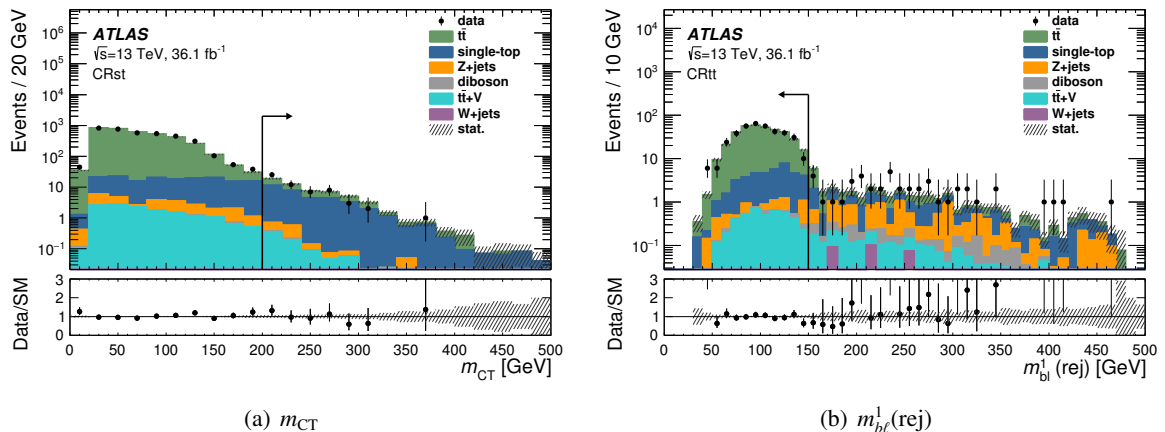 Events / 20 GeV
10⁶
10⁵
10⁴
10³
10²
10
1
10⁻¹
ATLAS
√s=13 TeV, 36.1 fb⁻¹
CRst
data
tt̄
single-top
Z+jets
diboson
tt̄+V
W+jets
stat.
Data/SM
3
2
1
0
0 50 100 150 200 250 300 350 400 450 500
m_CT [GeV]
(a) m_CT
Events / 10 GeV
10⁴
10³
10²
10
1
10⁻¹
ATLAS
√s=13 TeV, 36.1 fb⁻¹
CRtt
data
tt̄
single-top
Z+jets
diboson
tt̄+V
W+jets
stat.
Data/SM
3
2
1
0
0 50 100 150 200 250 300 350 400 450 500
m¹_bl (rej) [GeV]
(b) m¹_bℓ(rej)